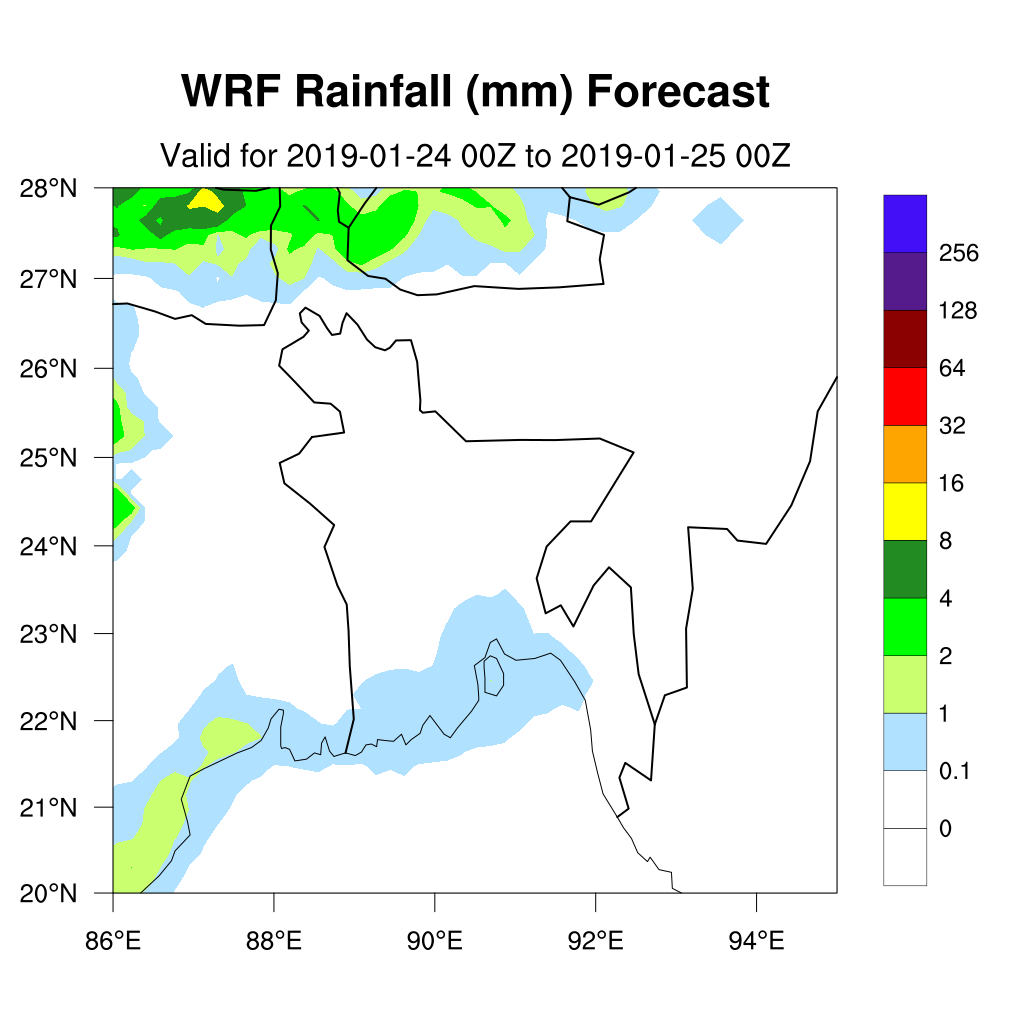 WRF Rainfall (mm) Forecast
Valid for 2019-01-24 00Z to 2019-01-25 00Z
28°N
27°N
26°N
25°N
24°N
23°N
22°N
21°N
20°N
86°E 88°E 90°E 92°E 94°E
256
128
64
32
16
8
4
2
1
0.1
0